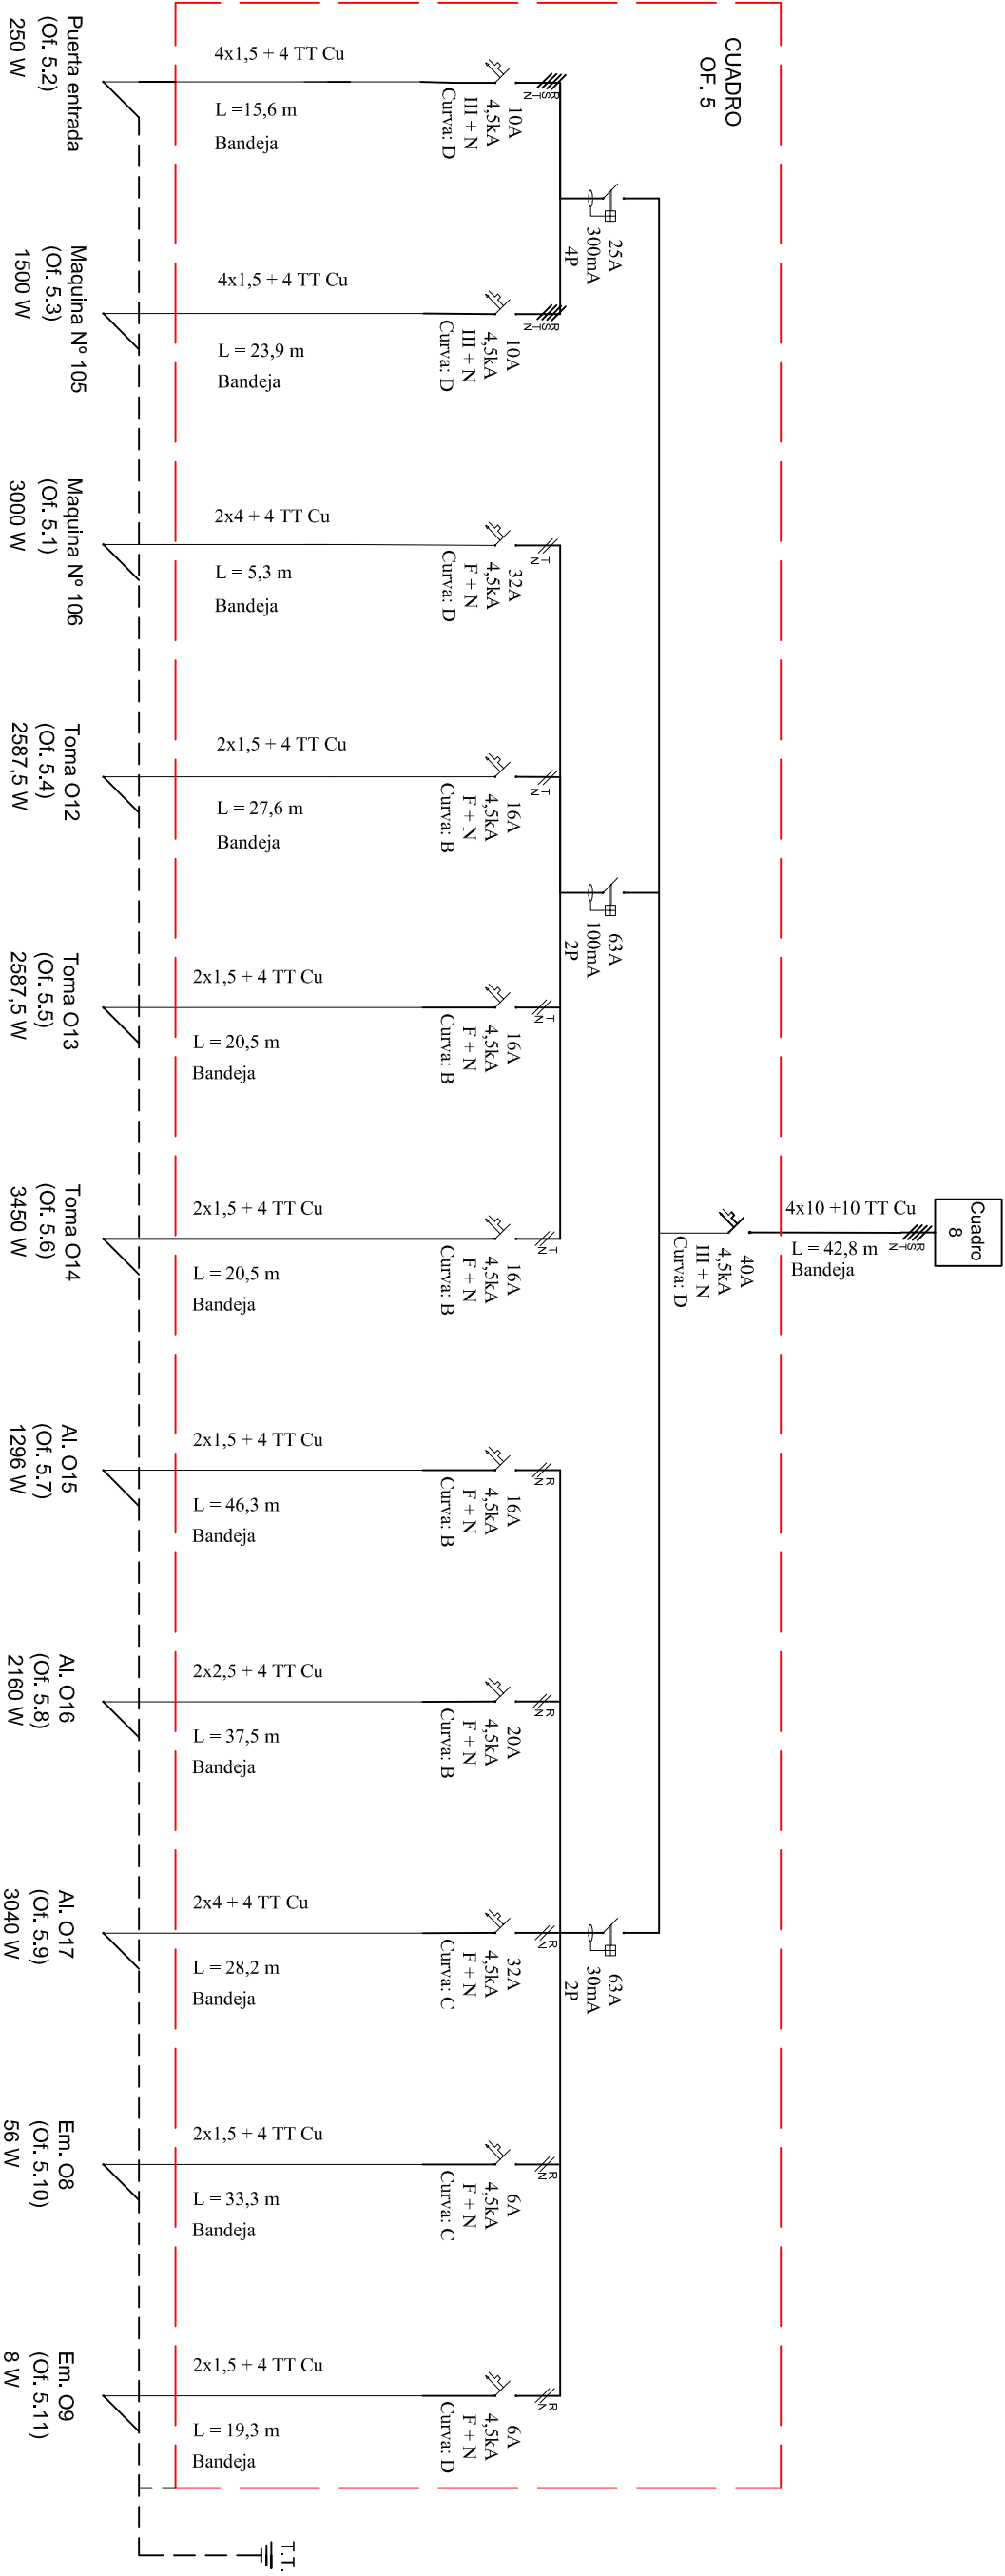 CUADRO
OF. 5
Cuadro
8
4x10 +10 TT Cu
L = 42,8 m
Bandeja
R
S
T
N
40A
4,5kA
III + N
Curva: D
25A
300mA
4P
63A
100mA
2P
63A
30mA
2P
R
S
T
N
10A
4,5kA
III + N
Curva: D
4x1,5 + 4 TT Cu
L =15,6 m
Bandeja
Puerta entrada
(Of. 5.2)
250 W
R
S
T
N
10A
4,5kA
III + N
Curva: D
4x1,5 + 4 TT Cu
L = 23,9 m
Bandeja
Maquina Nº 105
(Of. 5.3)
1500 W
T
N
32A
4,5kA
F + N
Curva: D
2x4 + 4 TT Cu
L = 5,3 m
Bandeja
Maquina Nº 106
(Of. 5.1)
3000 W
T
N
16A
4,5kA
F + N
Curva: B
2x1,5 + 4 TT Cu
L = 27,6 m
Bandeja
Toma O12
(Of. 5.4)
2587,5 W
T
N
16A
4,5kA
F + N
Curva: B
2x1,5 + 4 TT Cu
L = 20,5 m
Bandeja
Toma O13
(Of. 5.5)
2587,5 W
T
N
16A
4,5kA
F + N
Curva: B
2x1,5 + 4 TT Cu
L = 20,5 m
Bandeja
Toma O14
(Of. 5.6)
3450 W
R
N
16A
4,5kA
F + N
Curva: B
2x1,5 + 4 TT Cu
L = 46,3 m
Bandeja
Al. O15
(Of. 5.7)
1296 W
R
N
20A
4,5kA
F + N
Curva: B
2x2,5 + 4 TT Cu
L = 37,5 m
Bandeja
Al. O16
(Of. 5.8)
2160 W
R
N
32A
4,5kA
F + N
Curva: C
2x4 + 4 TT Cu
L = 28,2 m
Bandeja
Al. O17
(Of. 5.9)
3040 W
R
N
6A
4,5kA
F + N
Curva: C
2x1,5 + 4 TT Cu
L = 33,3 m
Bandeja
Em. O8
(Of. 5.10)
56 W
R
N
6A
4,5kA
F + N
Curva: D
2x1,5 + 4 TT Cu
L = 19,3 m
Bandeja
Em. O9
(Of. 5.11)
8 W
T.T.